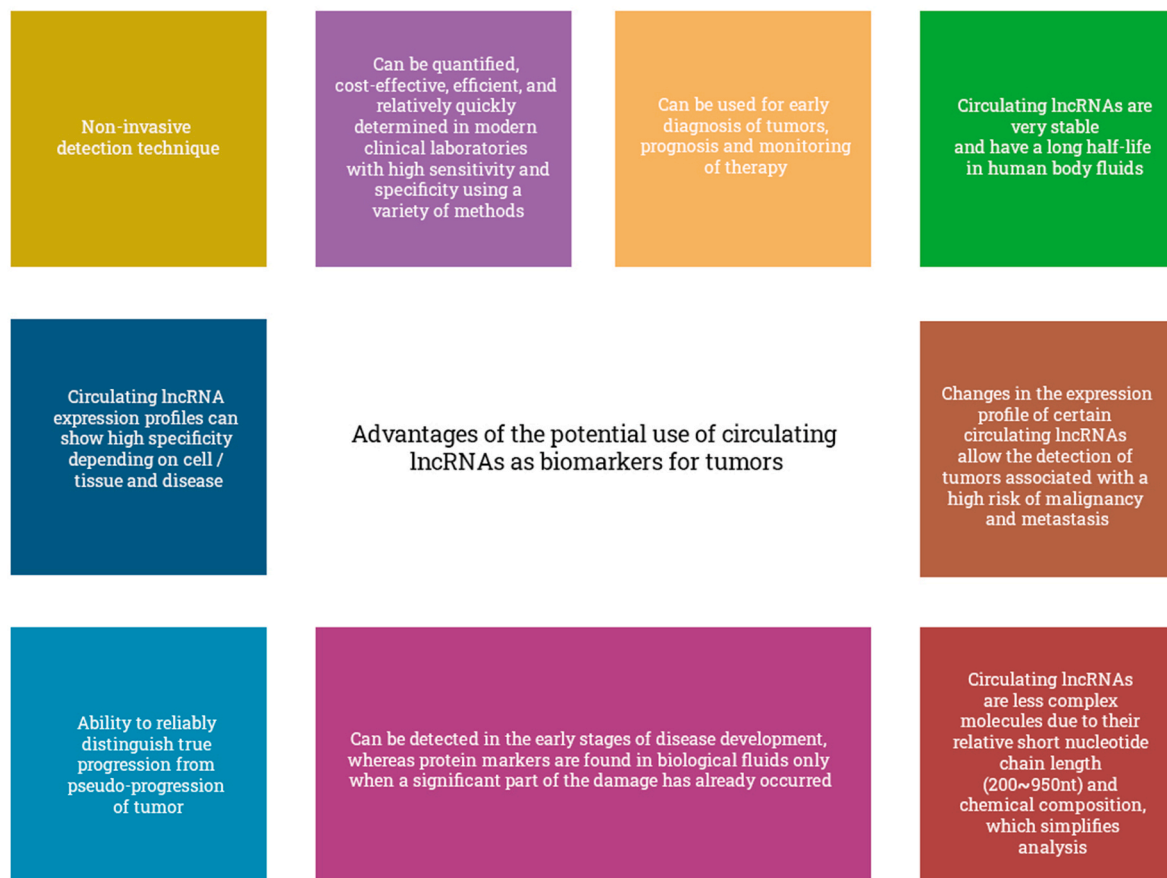 Non-invasive
detection technique
Can be quantified,
cost-effective, efficient, and
relatively quickly
determined in modern
clinical laboratories
with high sensitivity and
specificity using a
variety of methods
Can be used for early
diagnosis of tumors,
prognosis and monitoring
of therapy
Circulating lncRNAs are
very stable
and have a long half-life
in human body fluids
Circulating lncRNA
expression profiles can
show high specificity
depending on cell /
tissue and disease
Advantages of the potential use of circulating
lncRNAs as biomarkers for tumors
Changes in the expression
profile of certain
circulating lncRNAs
allow the detection of
tumors associated with a
high risk of malignancy
and metastasis
Ability to reliably
distinguish true
progression from
pseudo-progression
of tumor
Can be detected in the early stages of disease development,
whereas protein markers are found in biological fluids only
when a significant part of the damage has already occurred
Circulating lncRNAs
are less complex
molecules due to their
relative short nucleotide
chain length
(200~950nt) and
chemical composition,
which simplifies
analysis